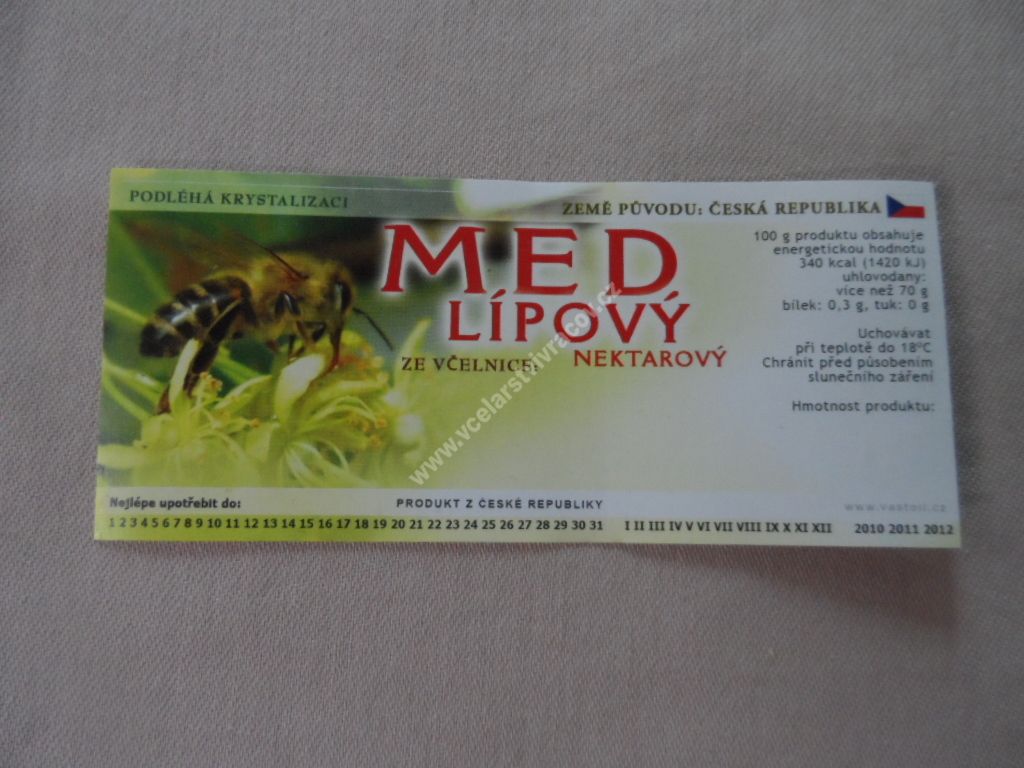 PODLÉHÁ KRYSTALIZACI
ZEMĚ PŮVODU: ČESKÁ REPUBLIKA
MED
LÍPOVÝ
NEKTAROVÝ
ZE VČELNICE:
100 g produktu obsahuje
energetickou hodnotu
340 kcal (1420 kJ)
uhlovodany:
více než 70 g
bílek: 0,3 g, tuk: 0 g
Uchovávat
při teplotě do 18°C
Chránit před působením
slunečního záření
Hmotnost produktu:
www.vcelarstvivracov.cz
Nejlépe upotřebit do:
PRODUKT Z ČESKÉ REPUBLIKY
1 2 3 4 5 6 7 8 9 10 11 12 13 14 15 16 17 18 19 20 21 22 23 24 25 26 27 28 29 30 31 I II III IV V VI VII VIII IX X XI XII 2010 2011 2012